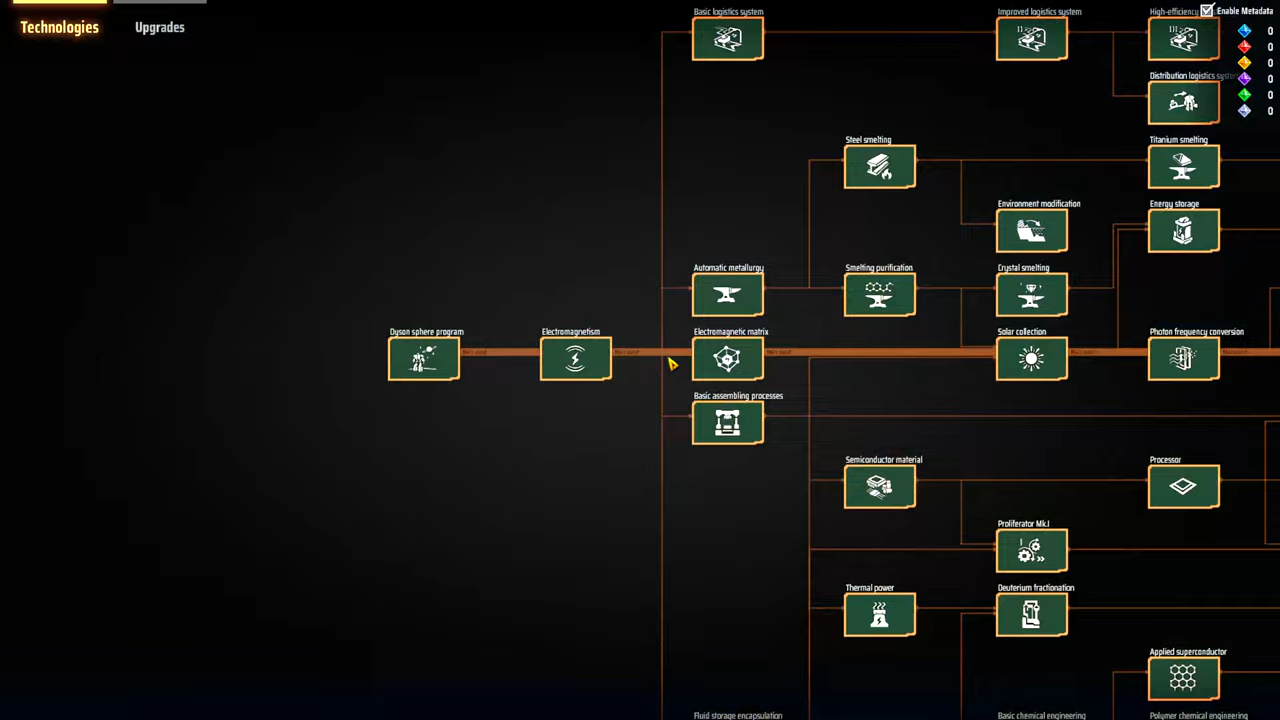 Basic logistics system
Improved logistics system
High-efficiency
Enable Metadata
Technologies
Upgrades
0
0
0
0
0
0
Distribution logistics system
Steel smelting
Titanium smelting
Environment modification
Energy storage
Automatic metallurgy
Smelting purification
Crystal smelting
Dyson sphere program
Electromagnetism
Electromagnetic matrix
Solar collection
Photon frequency conversion
Basic assembling processes
Semiconductor material
Processor
Proliferator Mk.I
Thermal power
Deuterium fractionation
Applied superconductor
Fluid storage encapsulation
Basic chemical engineering
Polymer chemical engineering